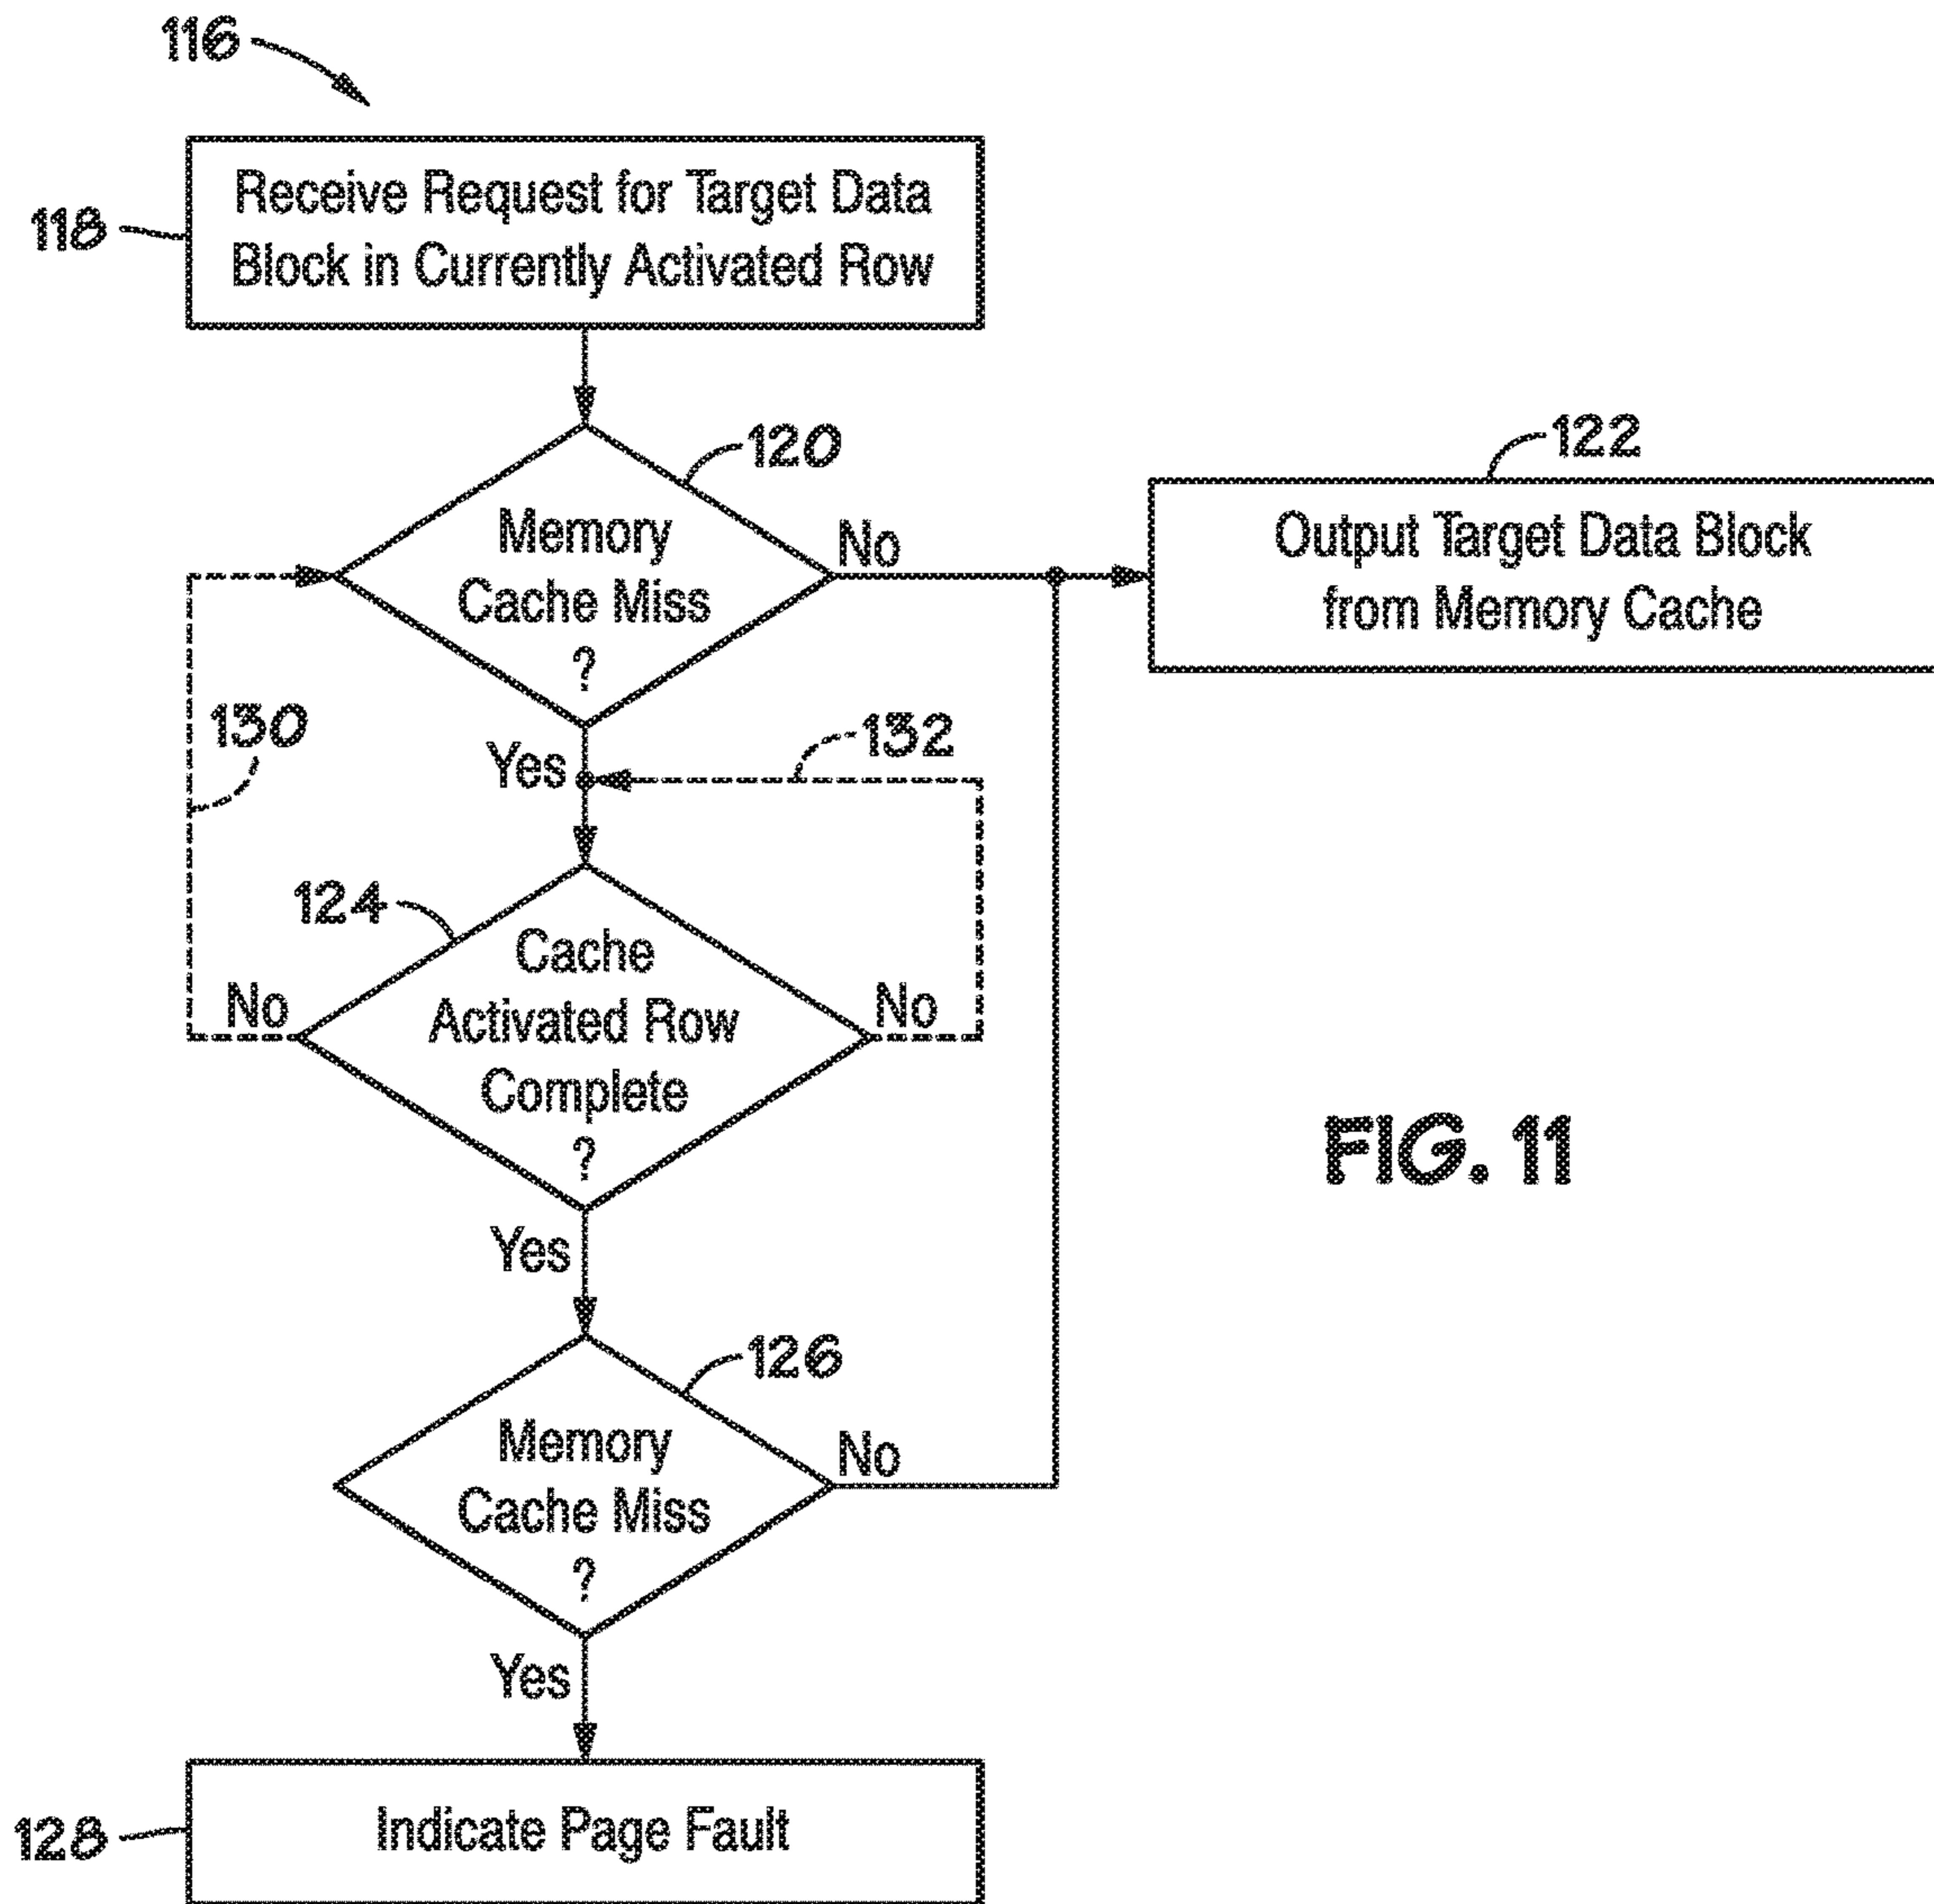 116
118
Receive Request for Target Data
Block in Currently Activated Row
120
Memory
Cache Miss
?
No
122
Output Target Data Block
from Memory Cache
130
Yes
132
124
Cache
Activated Row
Complete
?
No
No
FIG. 11
Yes
126
Memory
Cache Miss
?
No
Yes
128
Indicate Page Fault